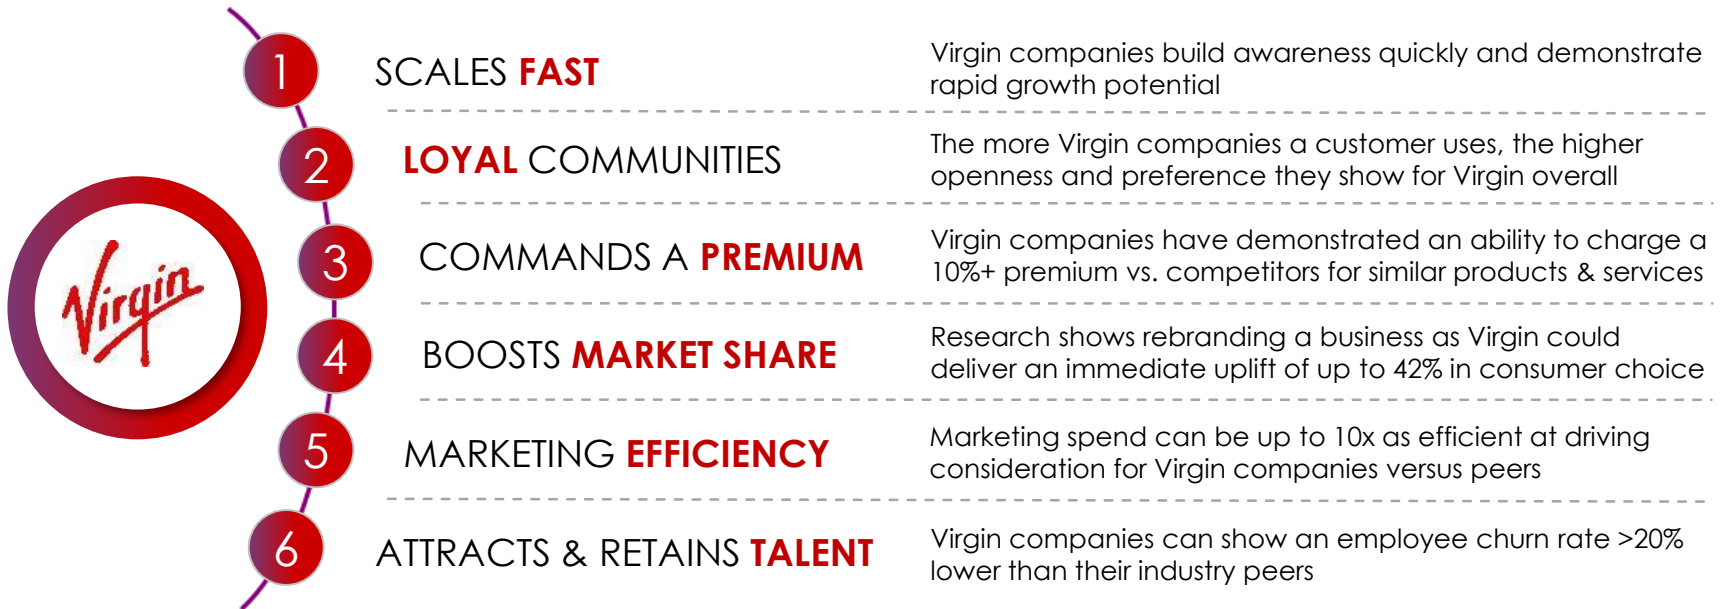 Virgin
1
SCALES FAST
Virgin companies build awareness quickly and demonstrate
rapid growth potential
2
LOYAL COMMUNITIES
The more Virgin companies a customer uses, the higher
openness and preference they show for Virgin overall
3
COMMANDS A PREMIUM
Virgin companies have demonstrated an ability to charge a
10%+ premium vs. competitors for similar products & services
4
BOOSTS MARKET SHARE
Research shows rebranding a business as Virgin could
deliver an immediate uplift of up to 42% in consumer choice
5
MARKETING EFFICIENCY
Marketing spend can be up to 10x as efficient at driving
consideration for Virgin companies versus peers
6
ATTRACTS & RETAINS TALENT
Virgin companies can show an employee churn rate >20%
lower than their industry peers